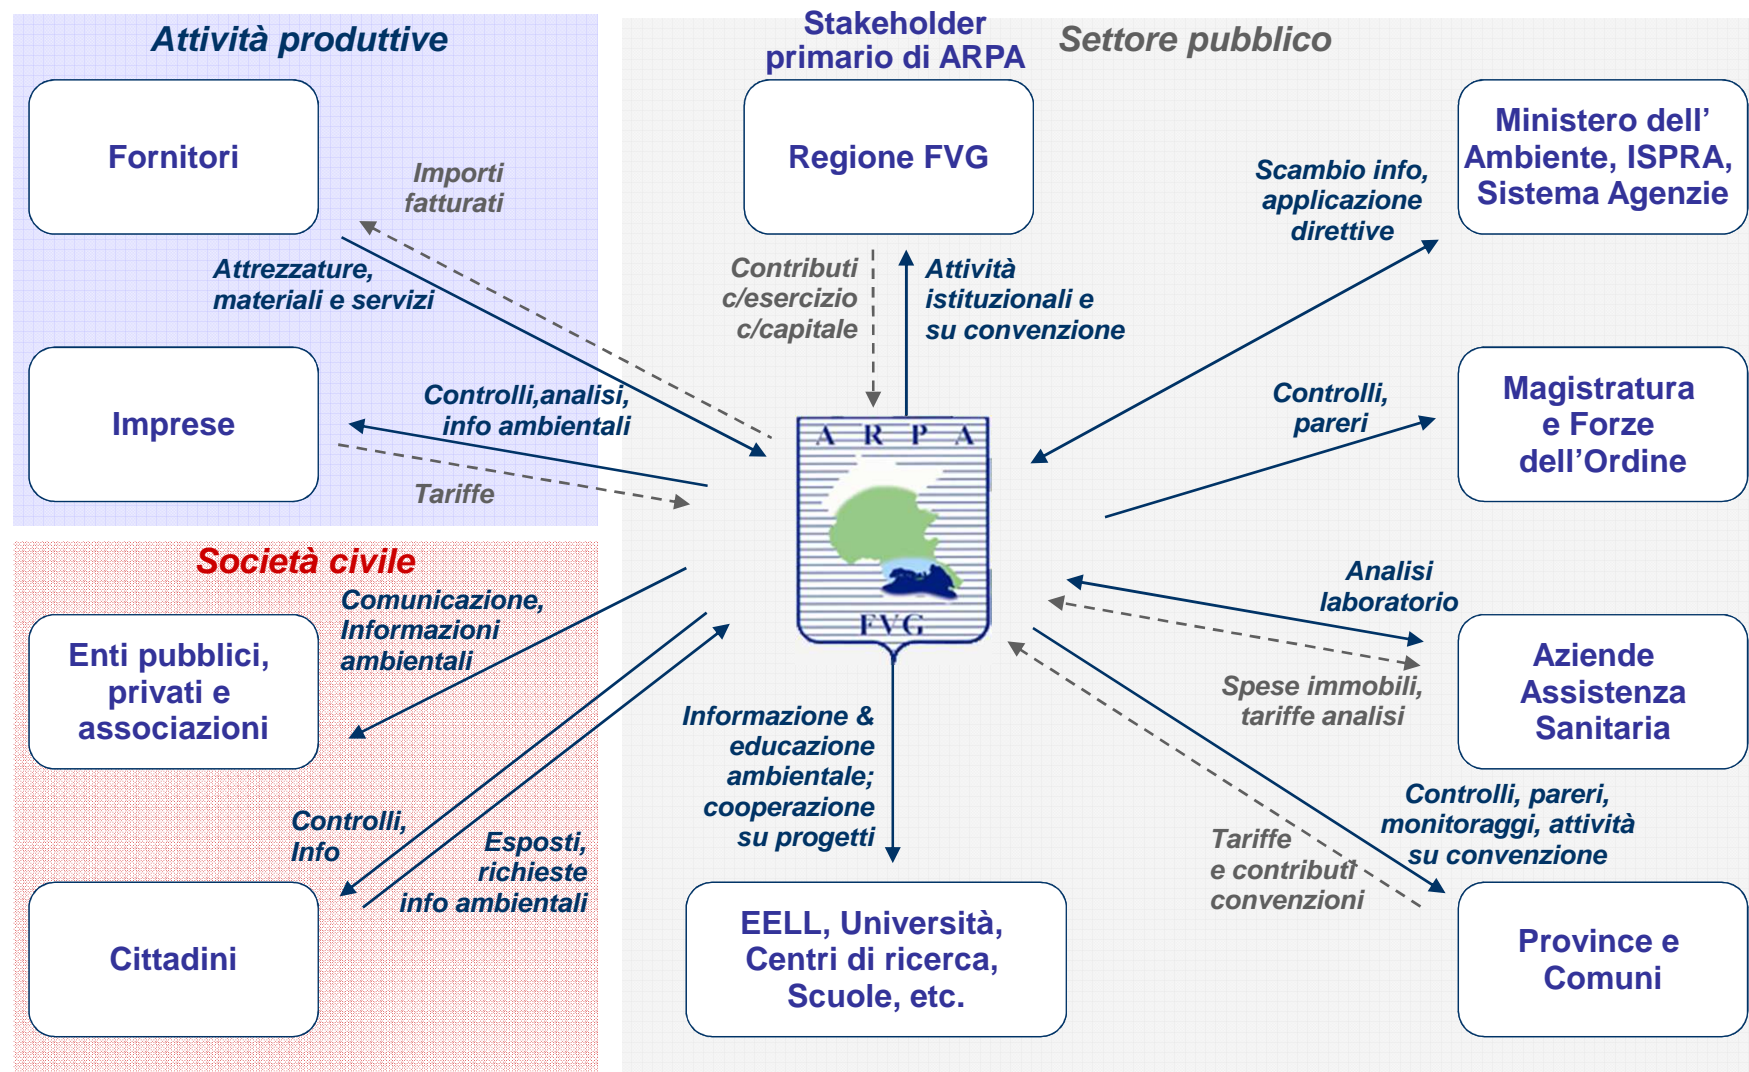 Attività produttive
Fornitori
Importi
fatturati
Attrezzature,
materiali e servizi
Imprese
Controlli,analisi,
info ambientali
Tariffe
Società civile
Comunicazione,
Informazioni
ambientali
Enti pubblici,
privati e
associazioni
Controlli,
Info
Esposti,
richieste
info ambientali
Cittadini
Stakeholder
primario di ARPA
Settore pubblico
Regione FVG
Contributi
c/esercizio
c/capitale
Attività
istituzionali e
su convenzione
A R P A
FVG
Informazione &
educazione
ambientale;
cooperazione
su progetti
EELL, Università,
Centri di ricerca,
Scuole, etc.
Scambio info,
applicazione
direttive
Ministero dell’
Ambiente, ISPRA,
Sistema Agenzie
Controlli,
pareri
Magistratura
e Forze
dell’Ordine
Analisi
laboratorio
Spese immobili,
tariffe analisi
Aziende
Assistenza
Sanitaria
Controlli, pareri,
monitoraggi, attività
su convenzione
Tariffe
e contributi
convenzioni
Province e
Comuni